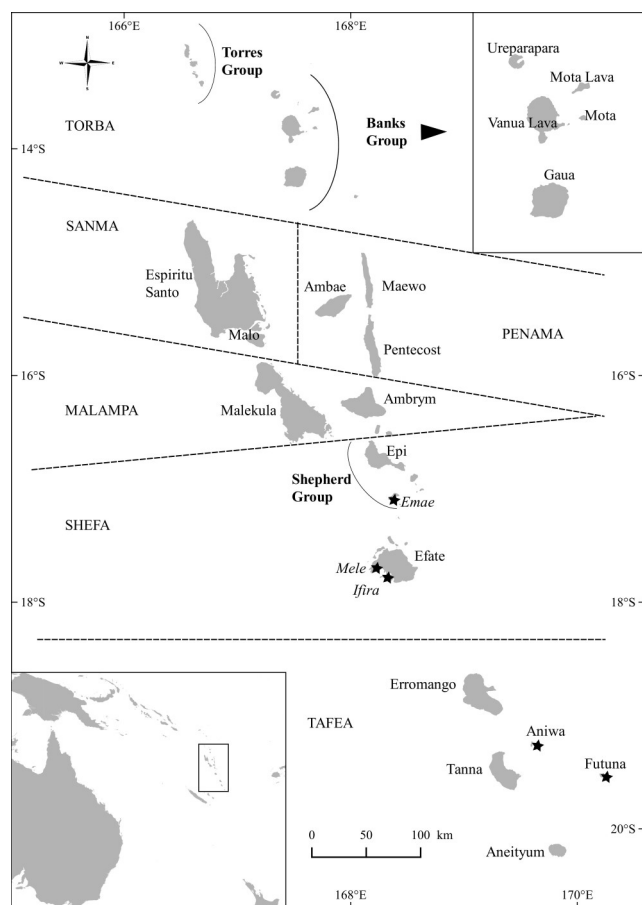 166°E
168°E
N
W
E
S
Torres
Group
Ureparapara
Mota Lava
Banks
Group
Vanua Lava
Mota
TORBA
14°S
Gaua
SANMA
Espiritu
Santo
Ambae
Maewo
Malo
Pentecost
PENAMA
16°S
MALAMPA
Malekula
Ambrym
Epi
Shepherd
Group
Emae
SHEFA
Efate
Mele
Ifira
18°S
Erromango
TAFEA
Aniwa
Tanna
Futuna
20°S
0 50 100 km
Aneityum
168°E
170°E